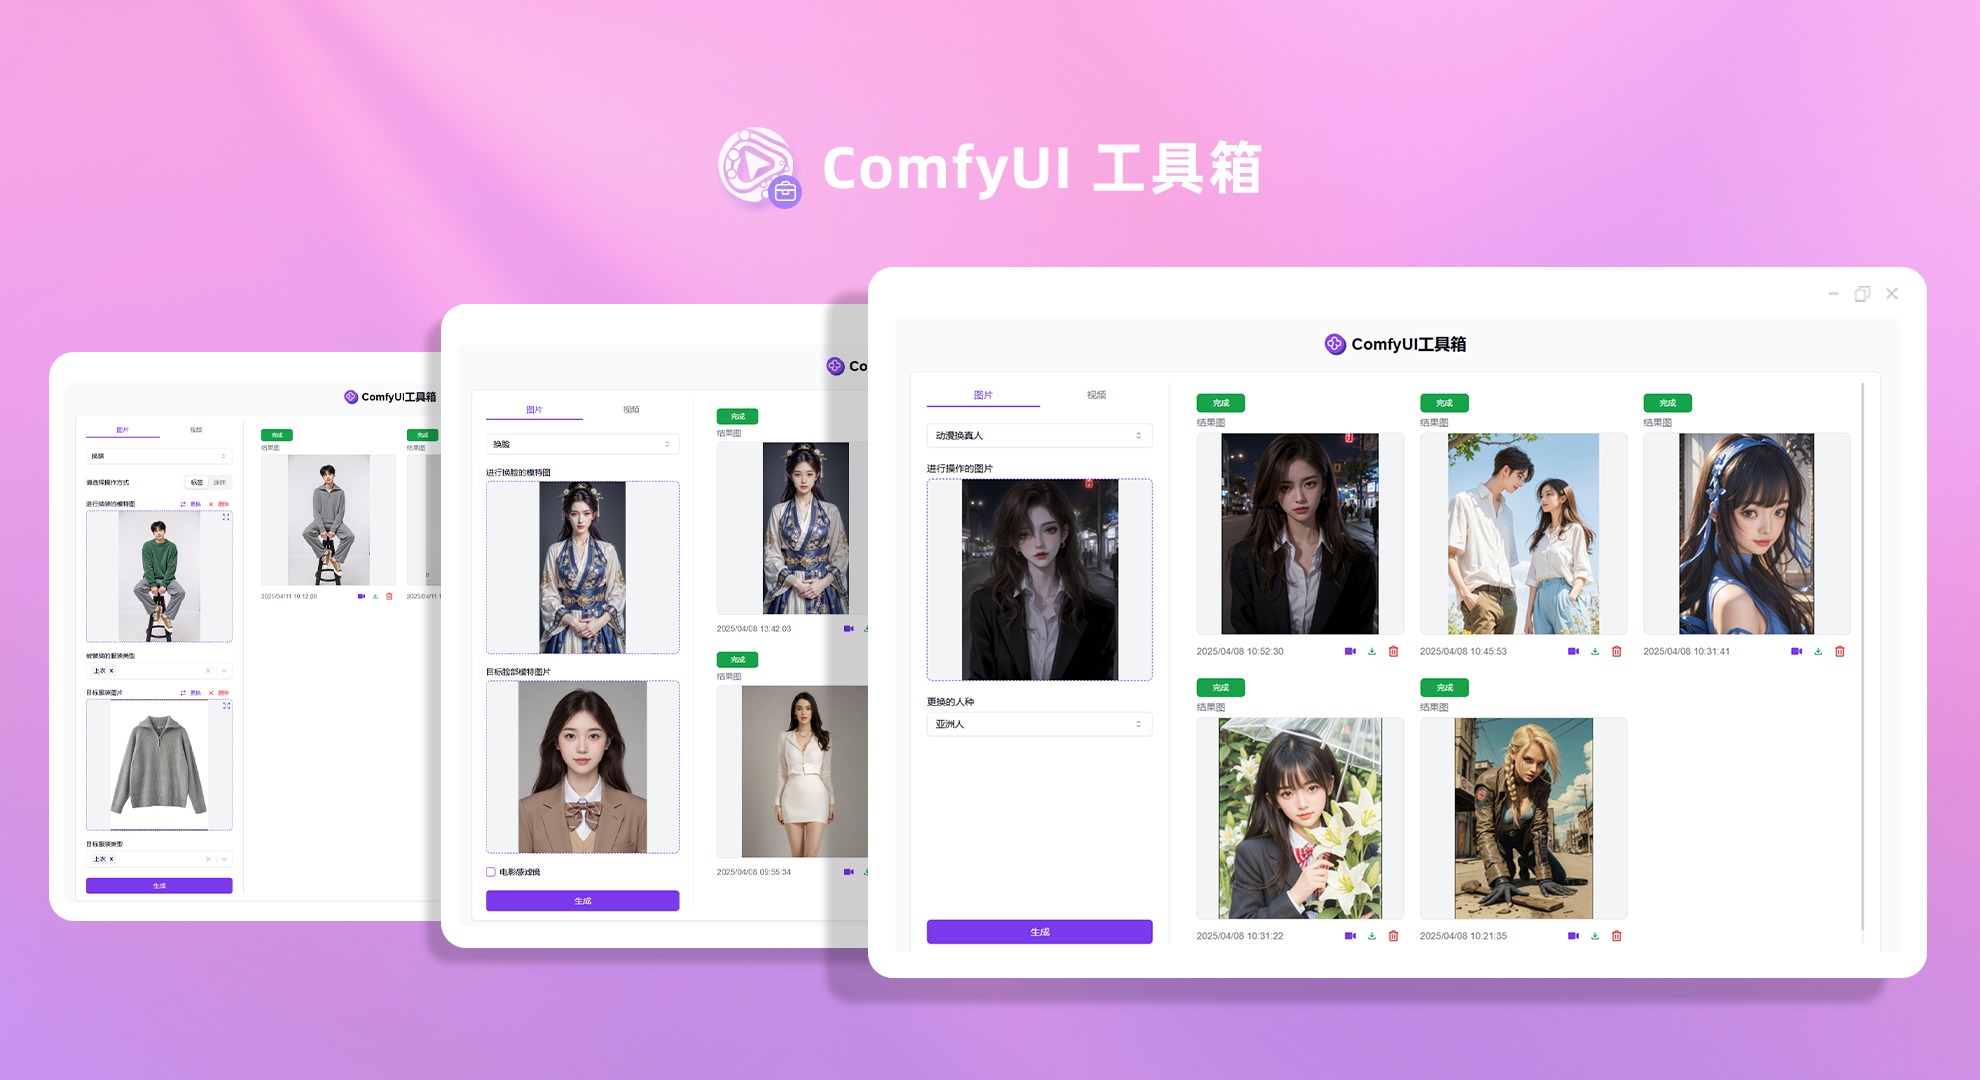 ComfyUI 工具箱
ComfyUI工具箱
图片 视频
换装
请选择操作方式 标签 涂抹
进行换装的模特图 更换 删除
被替换的服装类型
上衣 x
目标服装图片 更换 删除
目标服装类型
上衣 x
生成
完成
结果图
2025/04/11 10:12:08
完成
结果图
2025/04/11 1
Co
图片 视频
换脸
进行换脸的模特图
目标脸部模特图片
电影感滤镜
生成
完成
结果图
2025/04/08 13:42:03
完成
结果图
2025/04/08 09:55:34
ComfyUI工具箱
图片 视频
动漫换真人
进行操作的图片
更换的人种
亚洲人
生成
完成
结果图
2025/04/08 10:52:30
完成
结果图
2025/04/08 10:45:53
完成
结果图
2025/04/08 10:31:41
完成
结果图
2025/04/08 10:31:22
完成
结果图
2025/04/08 10:21:35